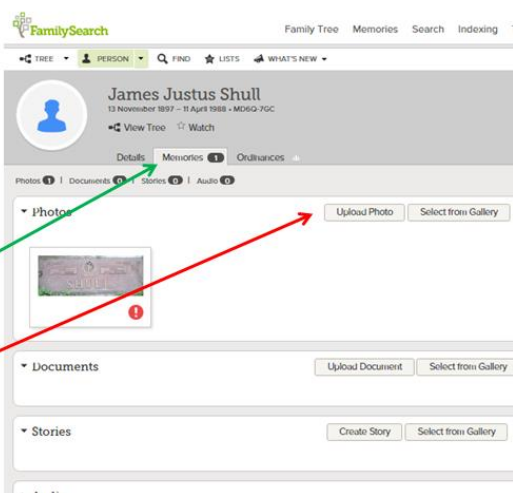 FamilySearch
Family Tree Memories Search Indexing
TREE PERSON FIND LISTS WHAT'S NEW
James Justus Shull
13 November 1897 – 11 April 1988 • MD6Q-7GC
View Tree Watch
Details Memories 1 Ordinances
Photos 1 | Documents 0 | Stories 0 | Audio 0
Photos
Upload Photo Select from Gallery
SHULL
Documents
Upload Document Select from Gallery
Stories
Create Story Select from Gallery